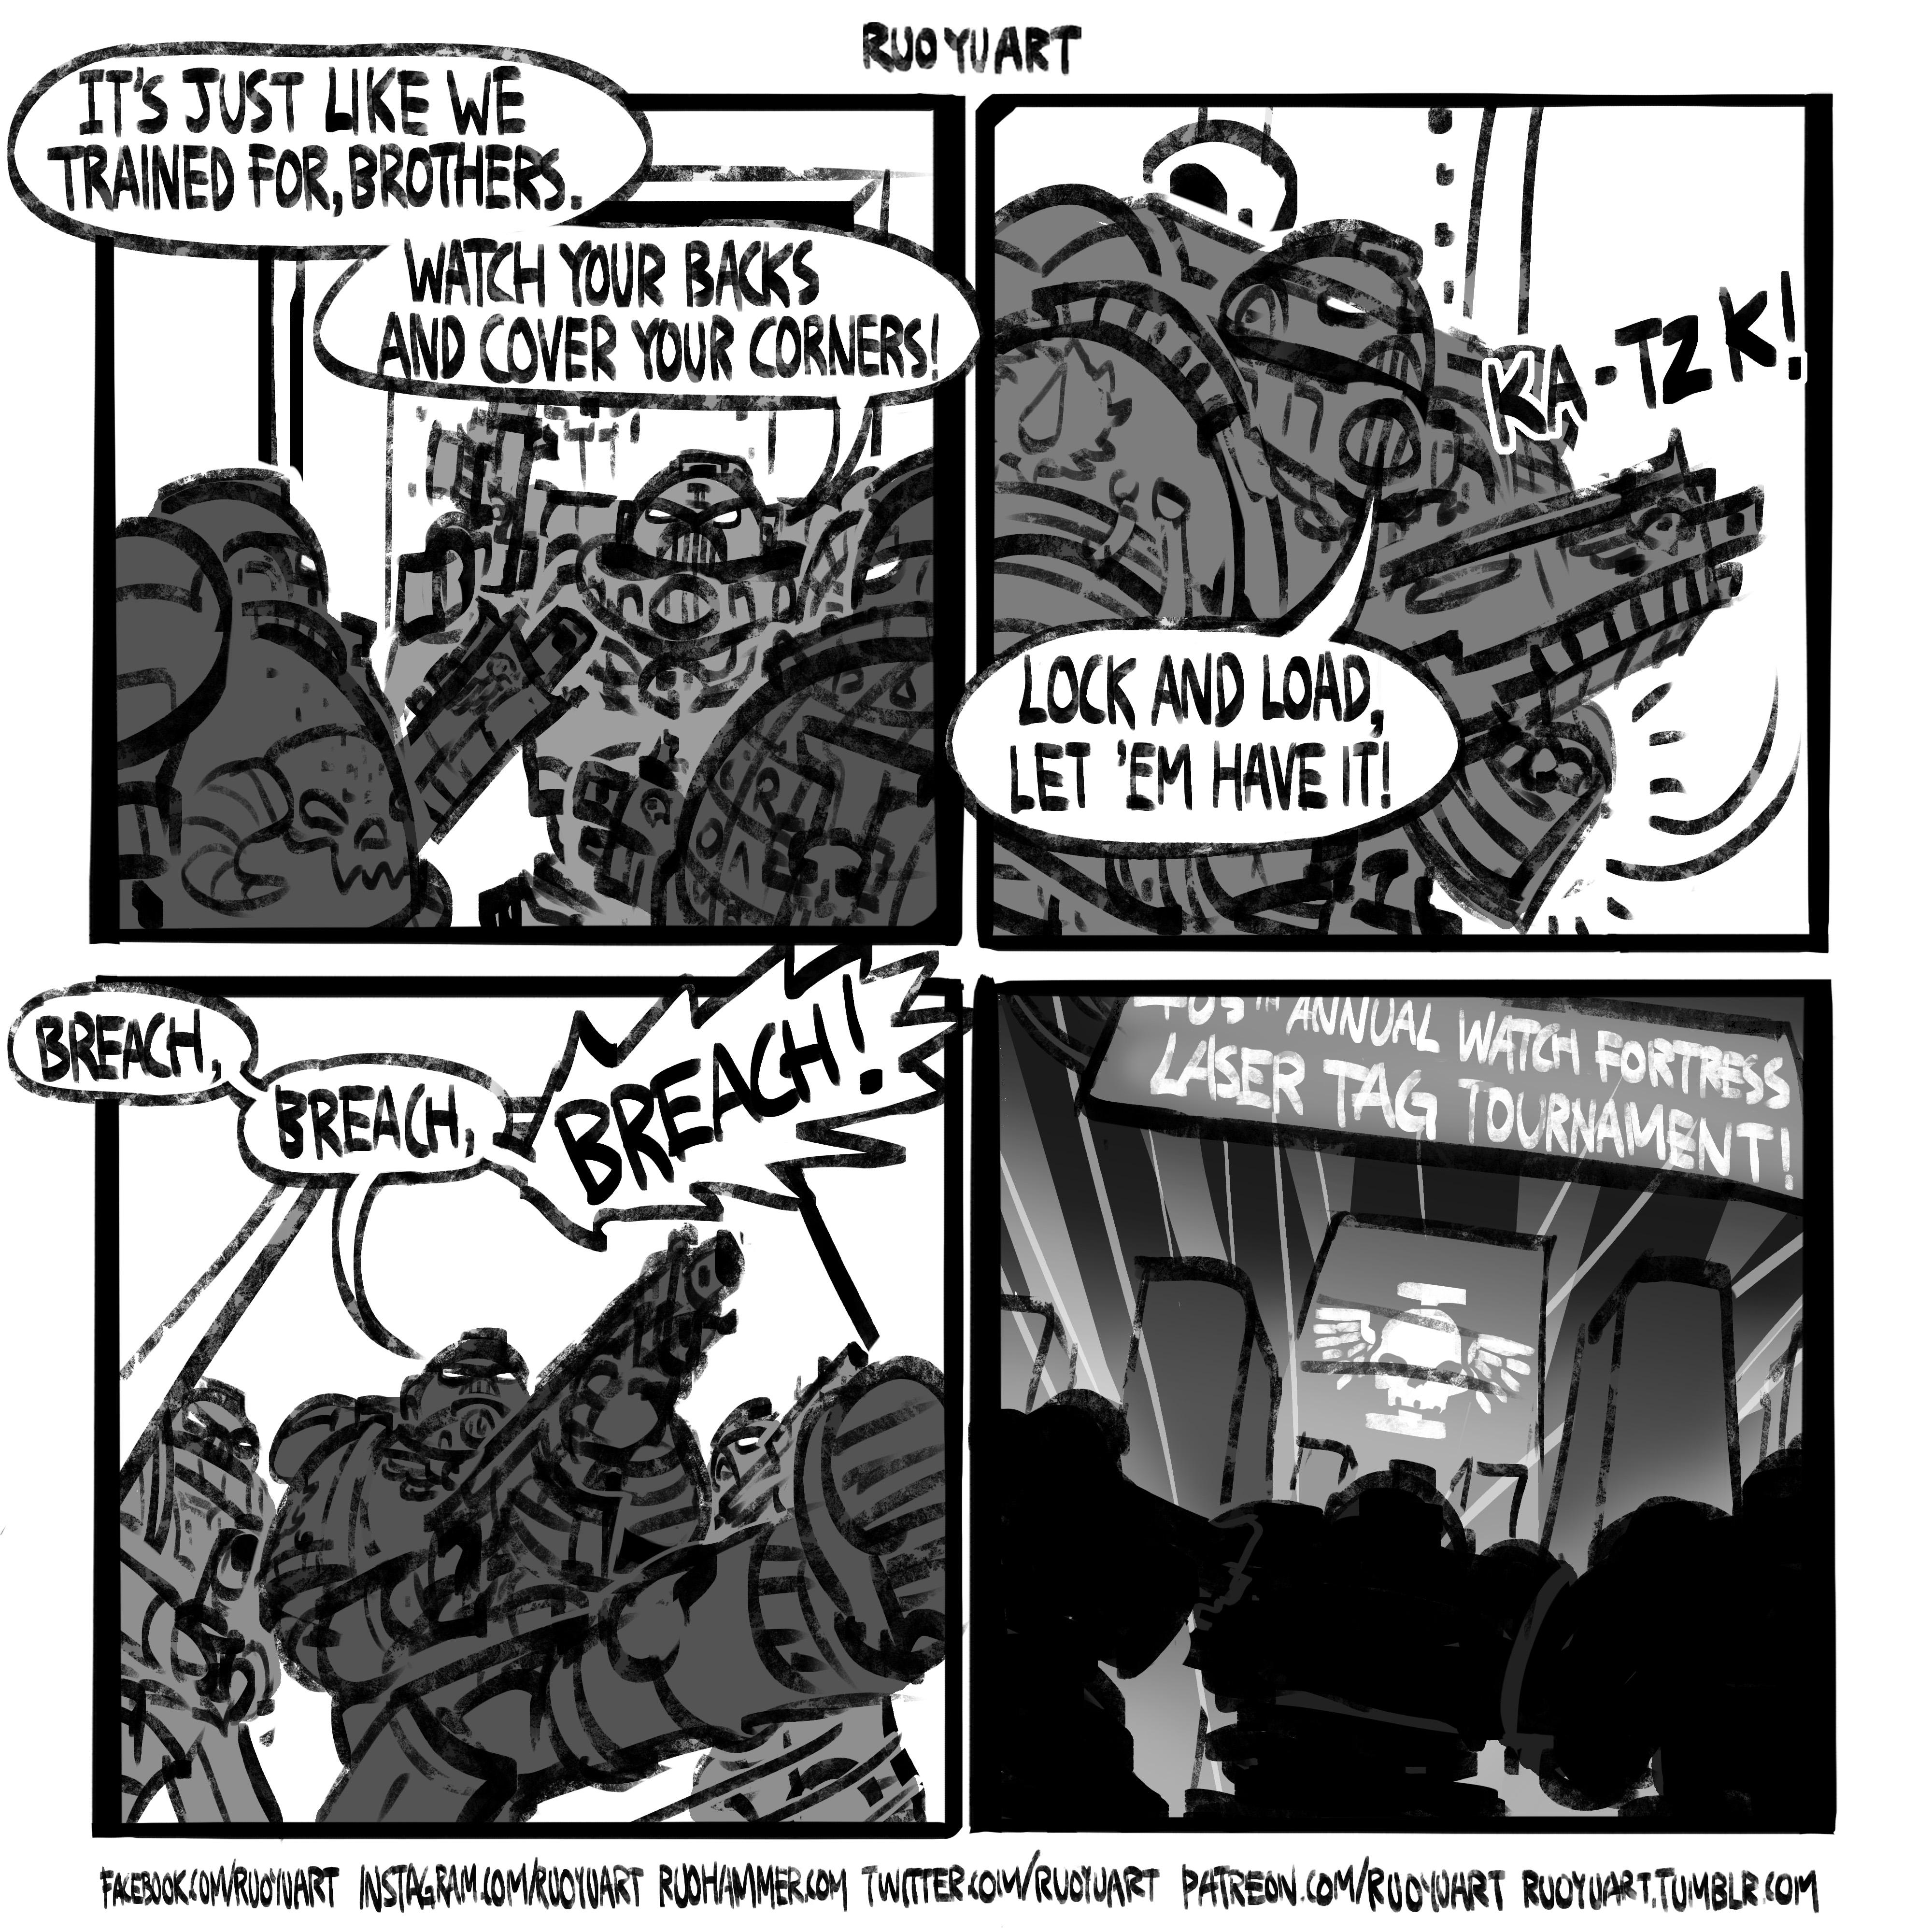 RUOYUART
IT'S JUST LIKE WE
TRAINED FOR, BROTHERS.
WATCH YOUR BACKS
AND COVER YOUR CORNERS!
KA-TZK!
LOCK AND LOAD,
LET 'EM HAVE IT!
BREACH,
BREACH,
BREACH!
ANNUAL WATCH FORTRESS
LASER TAG TOURNAMENT!
FACEBOOK.COM/RUOYUART INSTAGRAM.COM/RUOYUART RUOHAMMER.COM TWITTER.COM/RUOYUART PATREON.COM/RUOYUART RUOYUART.TUMBLR.COM